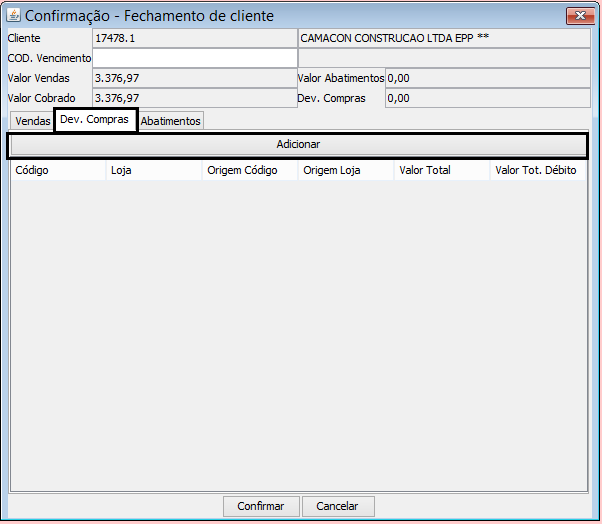 Confirmação - Fechamento de cliente
Cliente 17478.1 CAMACON CONSTRUCAO LTDA EPP **
COD. Vencimento
Valor Vendas 3.376,97 Valor Abatimentos 0,00
Valor Cobrado 3.376,97 Dev. Compras 0,00
Vendas Dev. Compras Abatimentos
Adicionar
Código Loja Origem Código Origem Loja Valor Total Valor Tot. Débito
Confirmar Cancelar